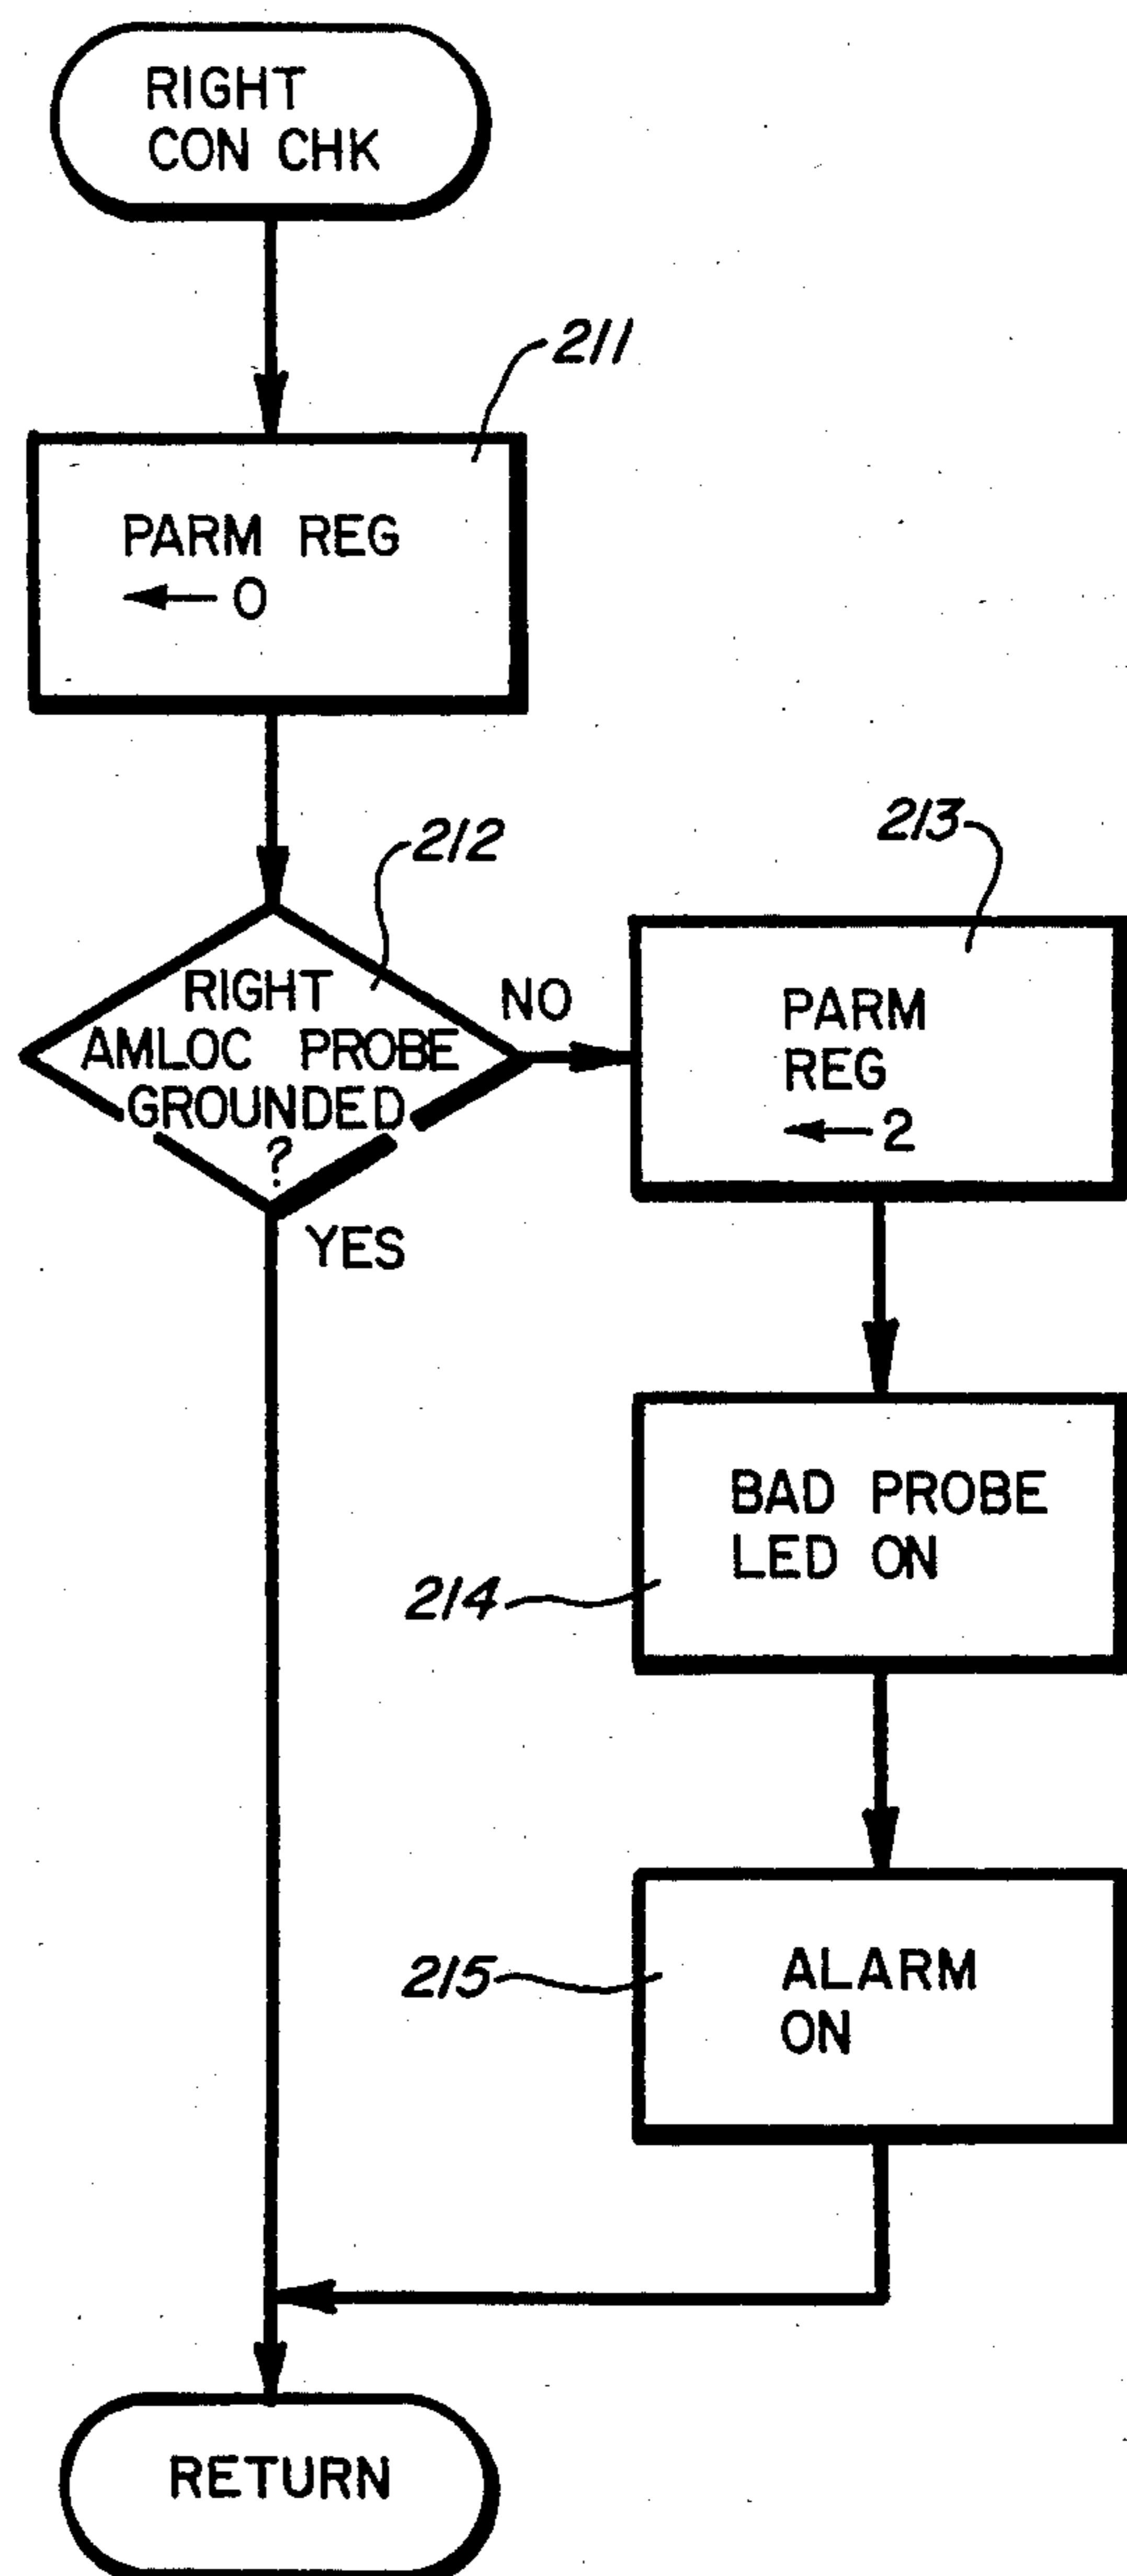 RIGHT
CON CHK
211
PARM REG
← 0
212
RIGHT
AMLOC PROBE
GROUNDED
?
NO
YES
213
PARM
REG
← 2
214
BAD PROBE
LED ON
215
ALARM
ON
RETURN